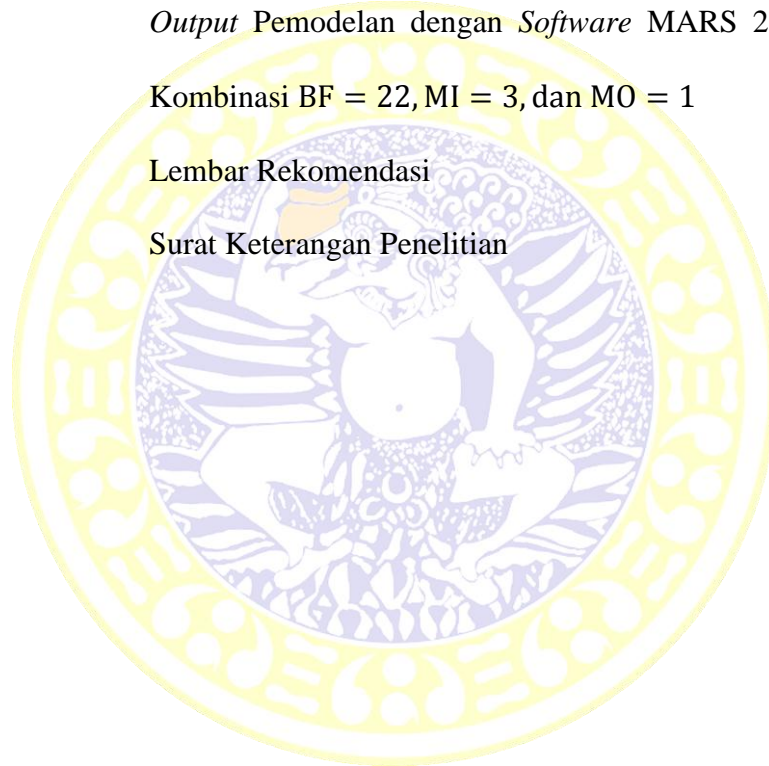 Output Pemodelan dengan Software MARS 2
Kombinasi BF = 22, MI = 3, dan MO = 1
Lembar Rekomendasi
Surat Keterangan Penelitian